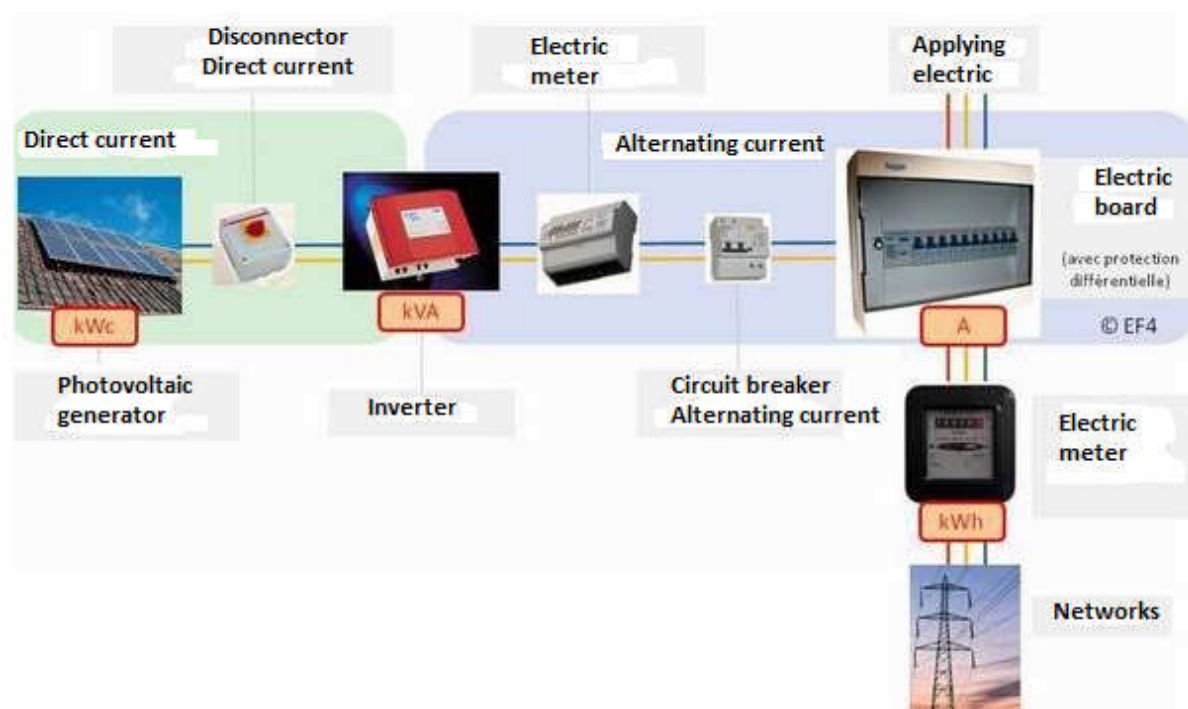 Disconnector
Direct current
Electric
meter
Applying
electric
Direct current
Alternating current
Electric
board
(avec protection
différentielle)
© EF4
kWc
kVA
A
Photovoltaic
generator
Inverter
Circuit breaker
Alternating current
Electric
meter
kWh
Networks